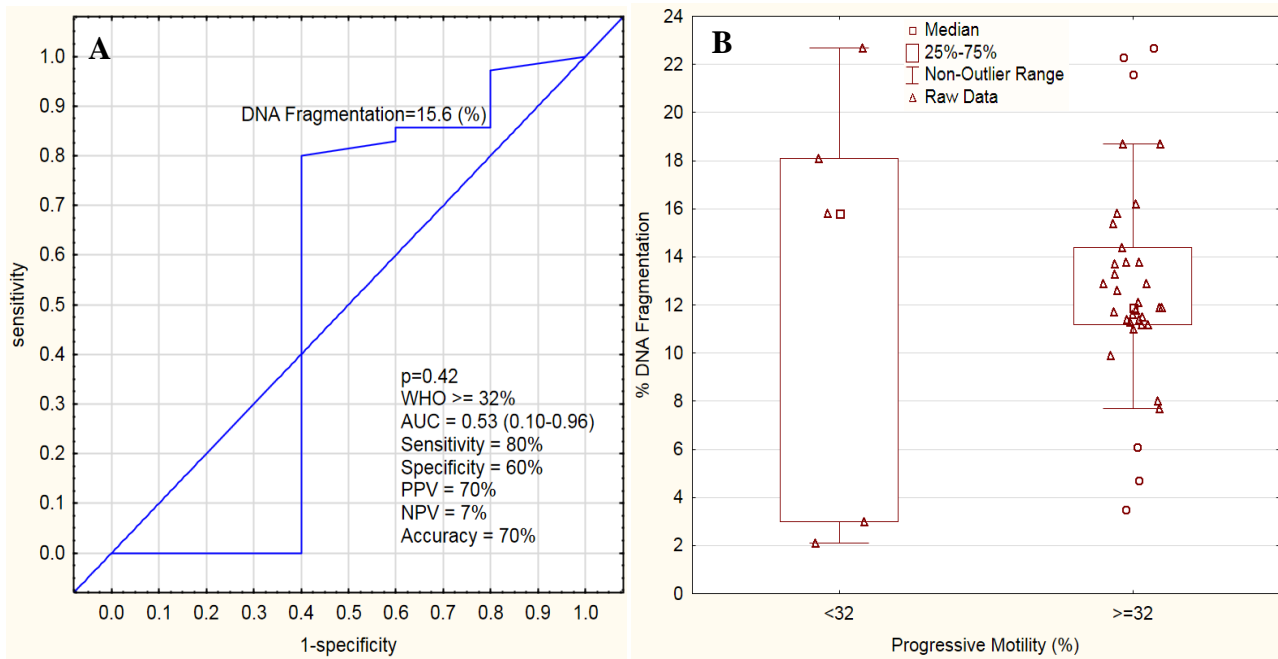 A
1.0
0.9
0.8
0.7
0.6
0.5
0.4
0.3
0.2
0.1
0.0
sensitivity
DNA Fragmentation=15.6 (%)
p=0.42
WHO >= 32%
AUC = 0.53 (0.10-0.96)
Sensitivity = 80%
Specificity = 60%
PPV = 70%
NPV = 7%
Accuracy = 70%
0.0 0.1 0.2 0.3 0.4 0.5 0.6 0.7 0.8 0.9 1.0
1-specificity
B
Median
25%-75%
Non-Outlier Range
Raw Data
24
22
20
18
16
14
12
10
8
6
4
2
0
% DNA Fragmentation
<32 >=32
Progressive Motility (%)